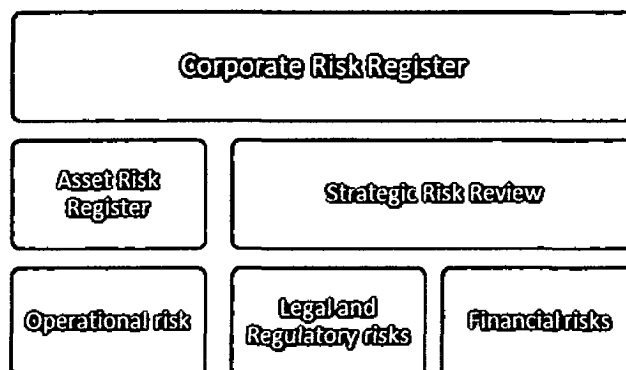 Corporate Risk Register
Asset Risk
Register
Strategic Risk Review
Operational risk
Legal and
Regulatory risks
Financial risks